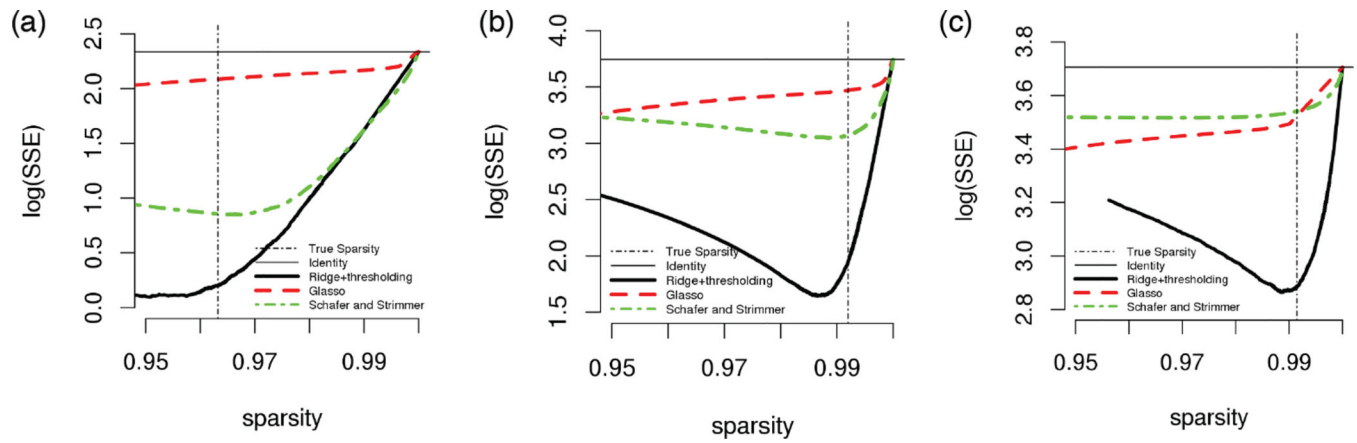 (a)
log(SSE)
2.5
2.0
1.5
1.0
0.5
0.0
True Sparsity
Identity
Ridge+thresholding
Glasso
Schafer and Strimmer
0.95 0.97 0.99
sparsity
(b)
log(SSE)
4.0
3.5
3.0
2.5
2.0
1.5
True Sparsity
Identity
Ridge+thresholding
Glasso
Schafer and Strimmer
0.95 0.97 0.99
sparsity
(c)
log(SSE)
3.8
3.6
3.4
3.2
3.0
2.8
True Sparsity
Identity
Ridge+thresholding
Glasso
Schafer and Strimmer
0.95 0.97 0.99
sparsity